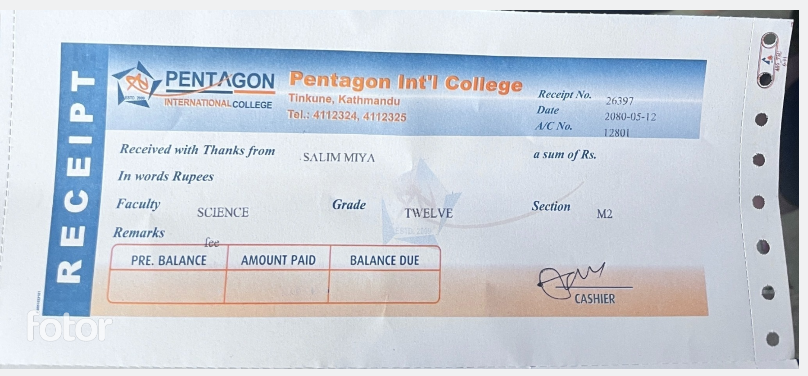 RECEIPT
PENTAGON
INTERNATIONAL COLLEGE
ESTD. 2000
Pentagon Int'l College
Tinkune, Kathmandu
Tel.: 4112324, 4112325
Receipt No. 26397
Date 2080-05-12
A/C No. 12801
Received with Thanks from SALIM MIYA a sum of Rs.
In words Rupees
Faculty SCIENCE Grade TWELVE Section M2
Remarks fee
PRE. BALANCE AMOUNT PAID BALANCE DUE
CASHIER
fotor